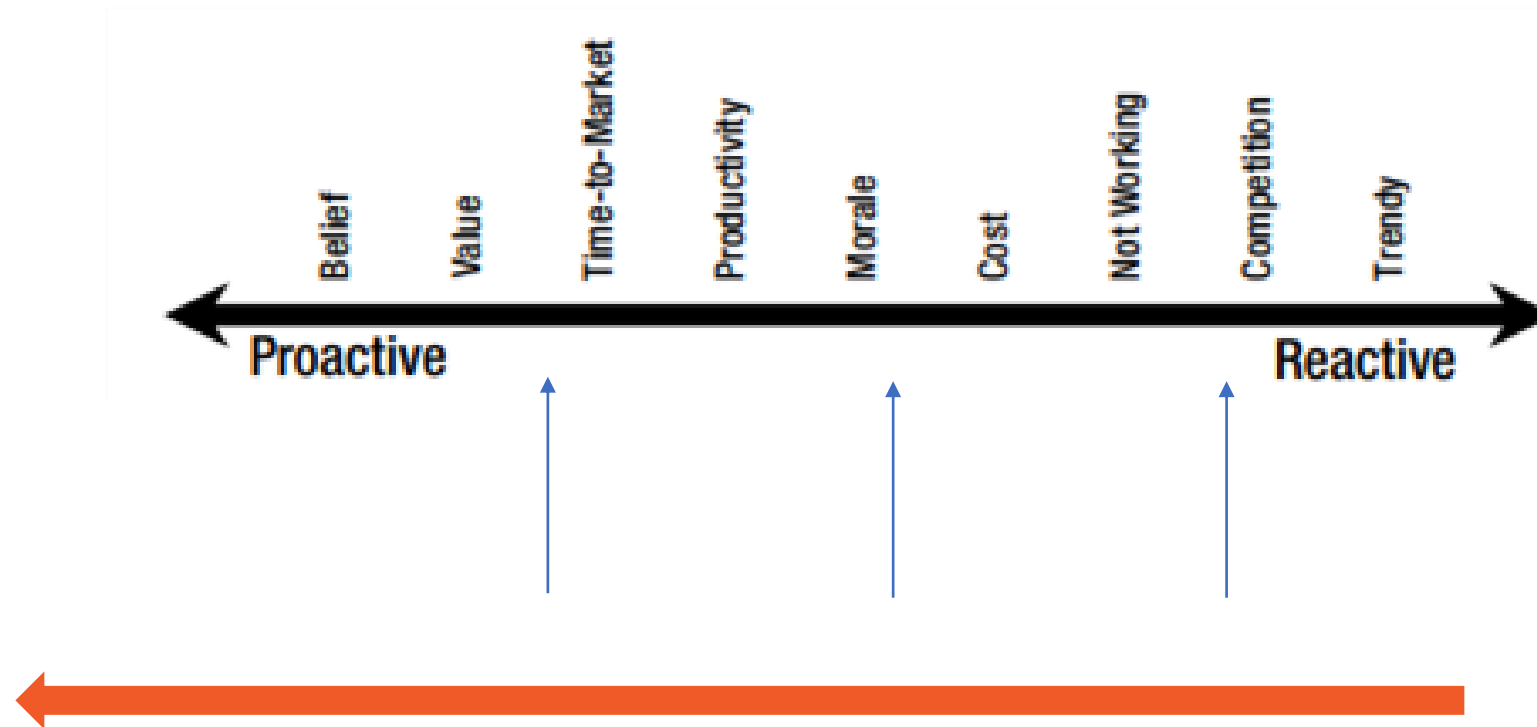 Belief
Value
Time-to-Market
Productivity
Morale
Cost
Not Working
Competition
Trendy
Proactive
Reactive